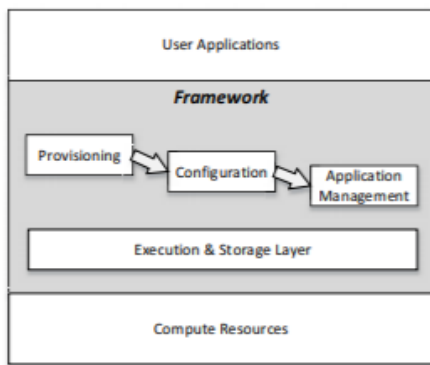 User Applications
Framework
Provisioning
Configuration
Application
Management
Execution & Storage Layer
Compute Resources